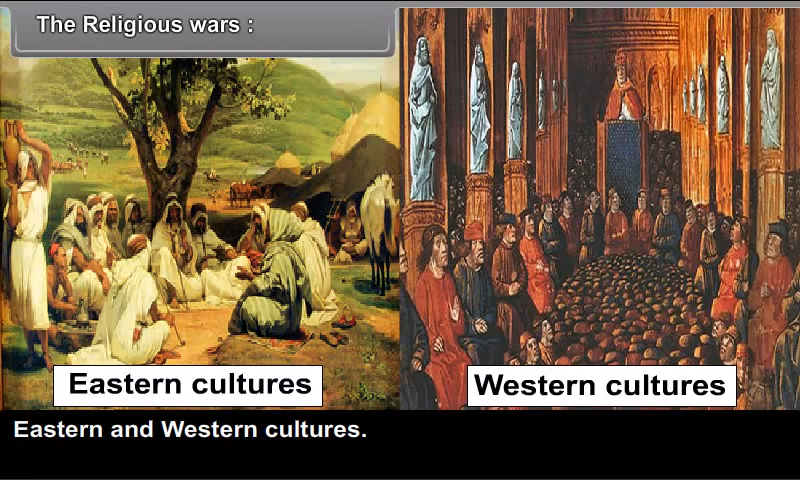 The Religious wars :
Eastern cultures
Western cultures
Eastern and Western cultures.